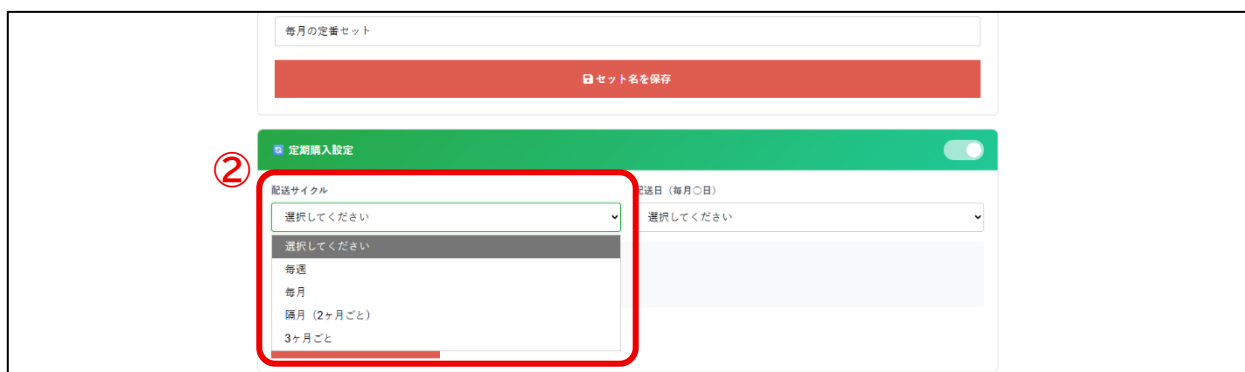 毎月の定番セット
セット名を保存
定期購入設定
②
配送サイクル
配送日（毎月〇日）
選択してください
選択してください
選択してください
毎週
毎月
隔月（2ヶ月ごと）
3ヶ月ごと